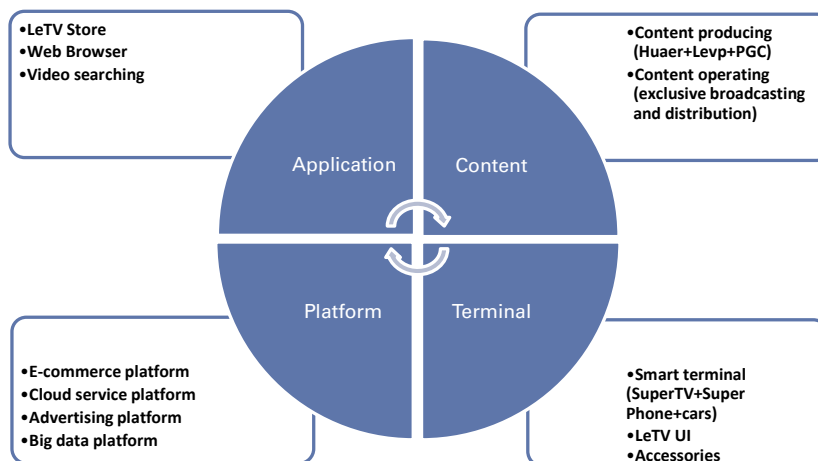 •LeTV Store
•Web Browser
•Video searching
•Content producing
(Huaer+Levp+PGC)
•Content operating
(exclusive broadcasting
and distribution)
Application
Content
Platform
Terminal
•E-commerce platform
•Cloud service platform
•Advertising platform
•Big data platform
•Smart terminal
(SuperTV+Super
Phone+cars)
•LeTV UI
•Accessories